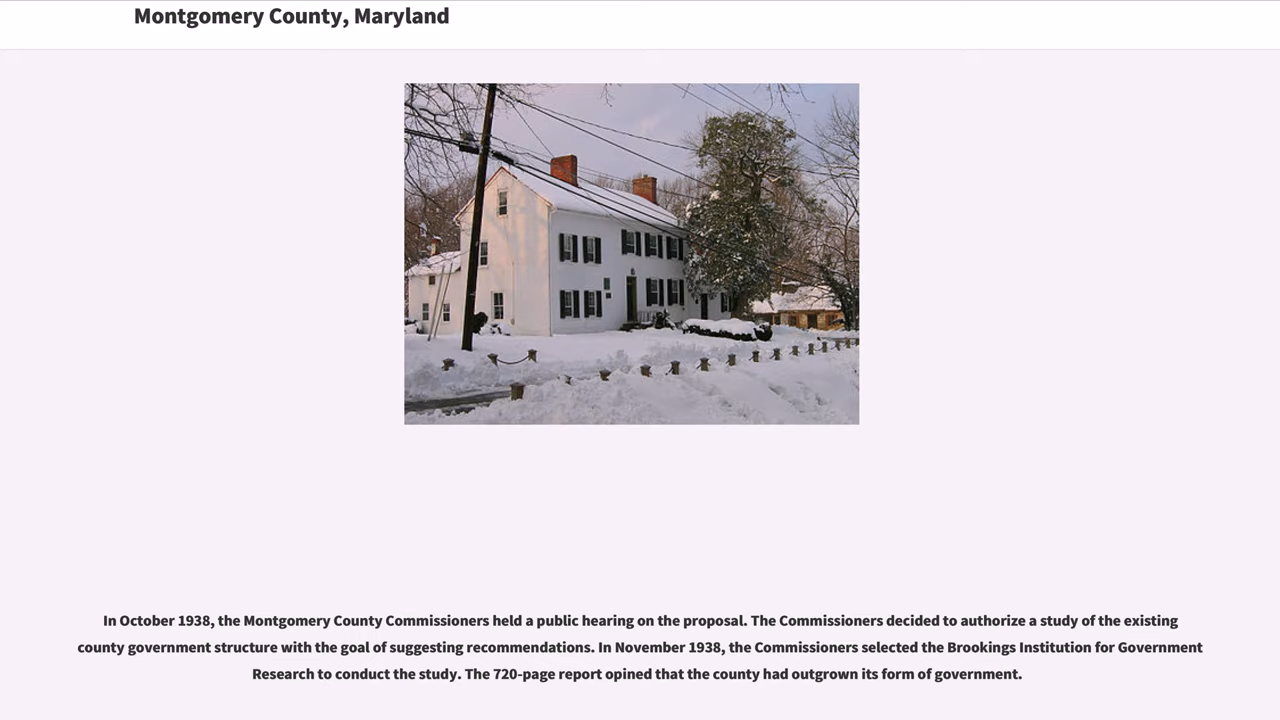 Montgomery County, Maryland
In October 1938, the Montgomery County Commissioners held a public hearing on the proposal. The Commissioners decided to authorize a study of the existing
county government structure with the goal of suggesting recommendations. In November 1938, the Commissioners selected the Brookings Institution for Government
Research to conduct the study. The 720-page report opined that the county had outgrown its form of government.